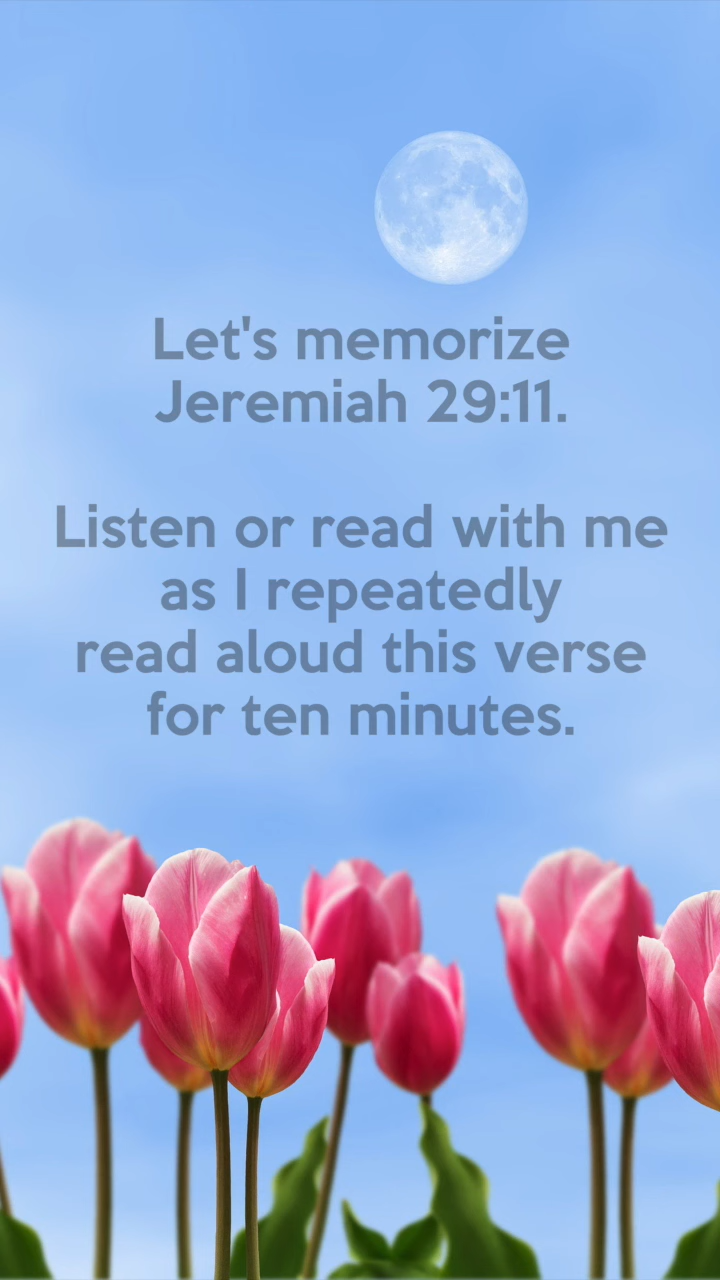 Let's memorize
Jeremiah 29:11.
Listen or read with me
as I repeatedly
read aloud this verse
for ten minutes.